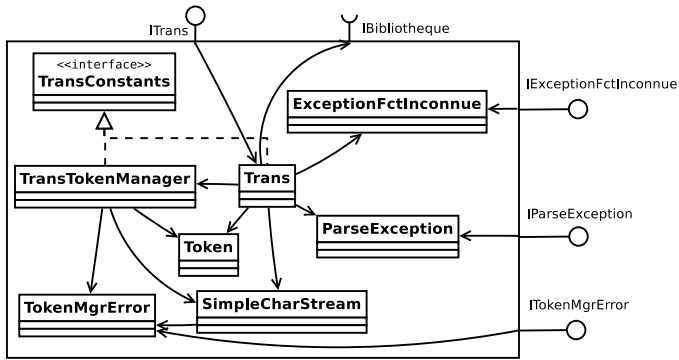 ITrans
IBibliotheque
<<interface>>
TransConstants
IExceptionFctInconnue
ExceptionFctInconnue
TransTokenManager
Trans
IParseException
ParseException
Token
TokenMgrError
SimpleCharStream
ITokenMgrError